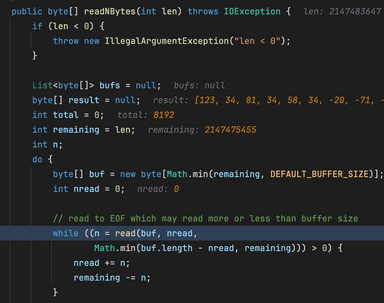 public byte[] readNBytes(int len) throws IOException {   len: 2147483647
if (len < 0) {
throw new IllegalArgumentException("len < 0");
}
List<byte[]> bufs = null;   bufs: null
byte[] result = null;   result: [123, 34, 81, 34, 58, 34, -20, -71, -
int total = 0;   total: 8192
int remaining = len;   remaining: 2147475455
int n;
do {
byte[] buf = new byte[Math.min(remaining, DEFAULT_BUFFER_SIZE)];
int nread = 0;   nread: 0
// read to EOF which may read more or less than buffer size
while ((n = read(buf, nread,
Math.min(buf.length - nread, remaining))) > 0) {
nread += n;
remaining -= n;
}